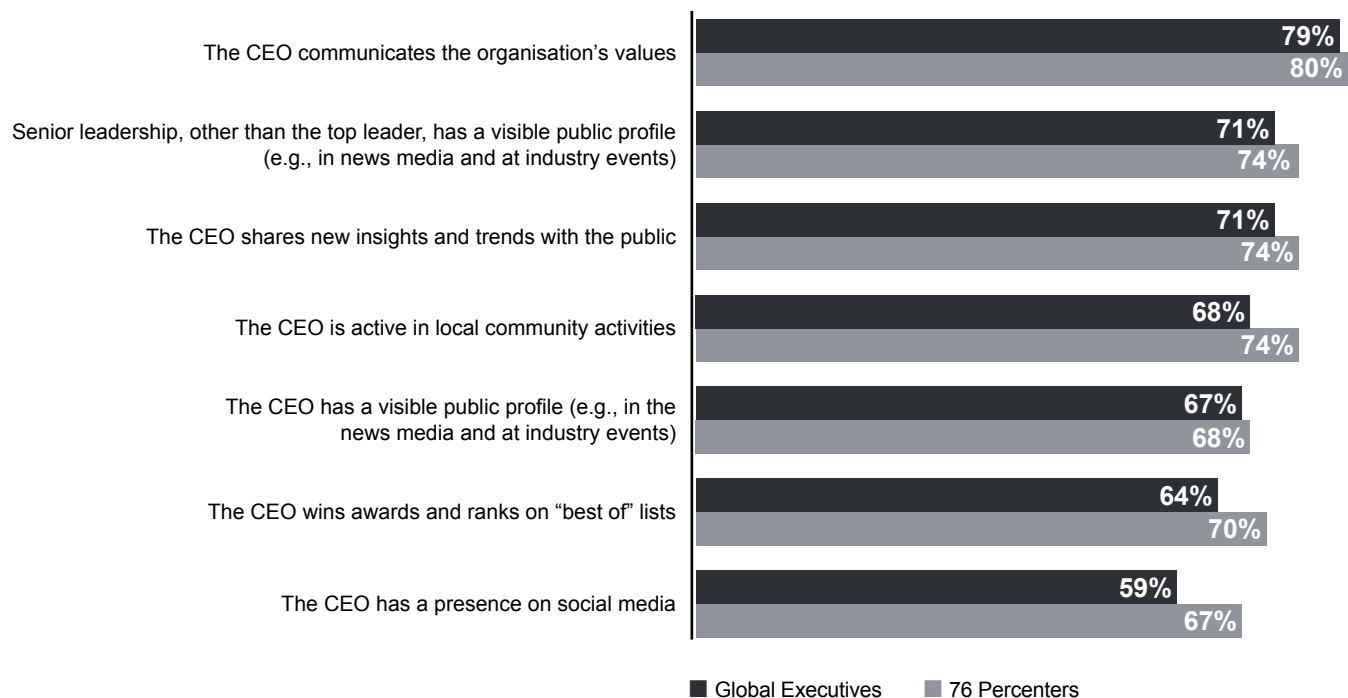 The CEO communicates the organisation’s values
79%
80%
Senior leadership, other than the top leader, has a visible public profile
(e.g., in news media and at industry events)
71%
74%
The CEO shares new insights and trends with the public
71%
74%
The CEO is active in local community activities
68%
74%
The CEO has a visible public profile (e.g., in the
news media and at industry events)
67%
68%
The CEO wins awards and ranks on “best of” lists
64%
70%
The CEO has a presence on social media
59%
67%
Global Executives 76 Percenters